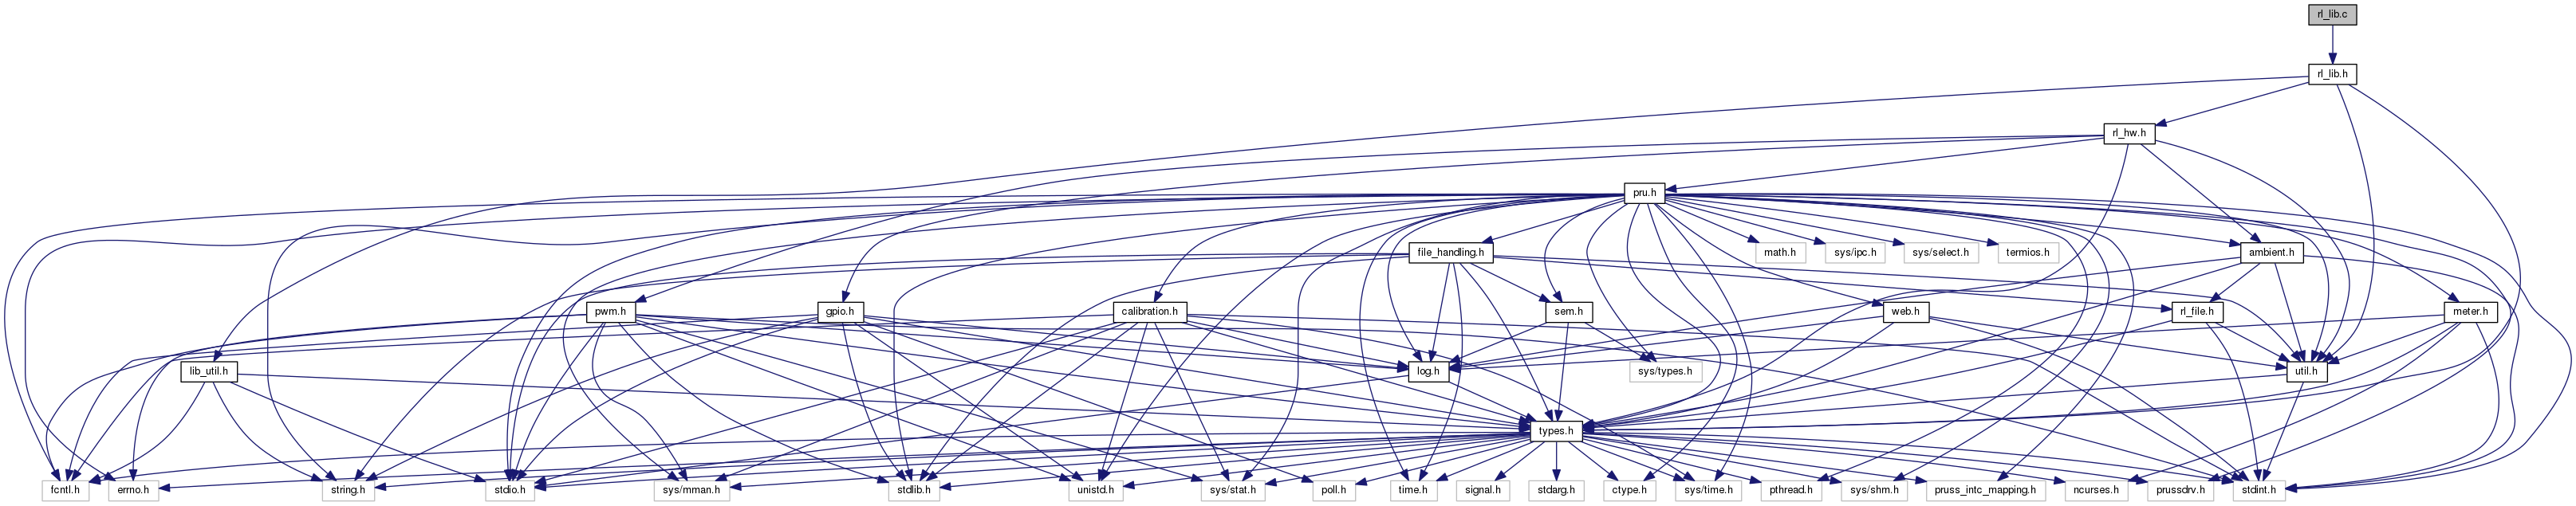 rl_lib.c
rl_lib.h
rl_hw.h
pru.h
file_handling.h
math.h
sys/ipc.h
sys/select.h
termios.h
ambient.h
pwm.h
gpio.h
calibration.h
sem.h
web.h
rl_file.h
meter.h
lib_util.h
log.h
sys/types.h
util.h
types.h
fcntl.h
errno.h
string.h
stdio.h
sys/mman.h
stdlib.h
unistd.h
sys/stat.h
poll.h
time.h
signal.h
stdarg.h
ctype.h
sys/time.h
pthread.h
sys/shm.h
pruss_intc_mapping.h
ncurses.h
prussdrv.h
stdint.h